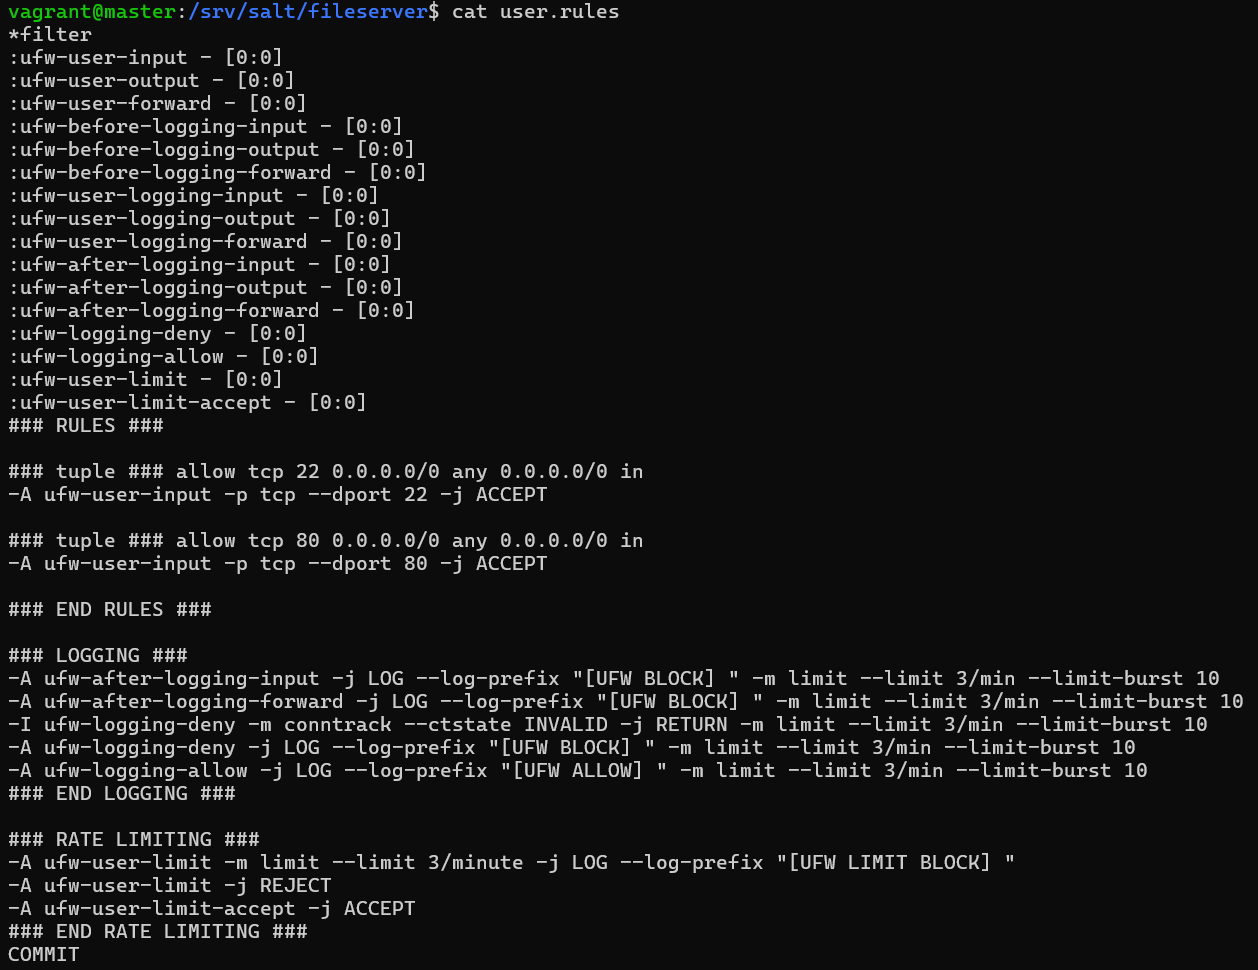 vagrant@master:/srv/salt/fileserver$ cat user.rules
*filter
:ufw-user-input - [0:0]
:ufw-user-output - [0:0]
:ufw-user-forward - [0:0]
:ufw-before-logging-input - [0:0]
:ufw-before-logging-output - [0:0]
:ufw-before-logging-forward - [0:0]
:ufw-user-logging-input - [0:0]
:ufw-user-logging-output - [0:0]
:ufw-user-logging-forward - [0:0]
:ufw-after-logging-input - [0:0]
:ufw-after-logging-output - [0:0]
:ufw-after-logging-forward - [0:0]
:ufw-logging-deny - [0:0]
:ufw-logging-allow - [0:0]
:ufw-user-limit - [0:0]
:ufw-user-limit-accept - [0:0]
### RULES ###

### tuple ### allow tcp 22 0.0.0.0/0 any 0.0.0.0/0 in
-A ufw-user-input -p tcp --dport 22 -j ACCEPT

### tuple ### allow tcp 80 0.0.0.0/0 any 0.0.0.0/0 in
-A ufw-user-input -p tcp --dport 80 -j ACCEPT

### END RULES ###

### LOGGING ###
-A ufw-after-logging-input -j LOG --log-prefix "[UFW BLOCK] " -m limit --limit 3/min --limit-burst 10
-A ufw-after-logging-forward -j LOG --log-prefix "[UFW BLOCK] " -m limit --limit 3/min --limit-burst 10
-I ufw-logging-deny -m conntrack --ctstate INVALID -j RETURN -m limit --limit 3/min --limit-burst 10
-A ufw-logging-deny -j LOG --log-prefix "[UFW BLOCK] " -m limit --limit 3/min --limit-burst 10
-A ufw-logging-allow -j LOG --log-prefix "[UFW ALLOW] " -m limit --limit 3/min --limit-burst 10
### END LOGGING ###

### RATE LIMITING ###
-A ufw-user-limit -m limit --limit 3/minute -j LOG --log-prefix "[UFW LIMIT BLOCK] "
-A ufw-user-limit -j REJECT
-A ufw-user-limit-accept -j ACCEPT
### END RATE LIMITING ###
COMMIT